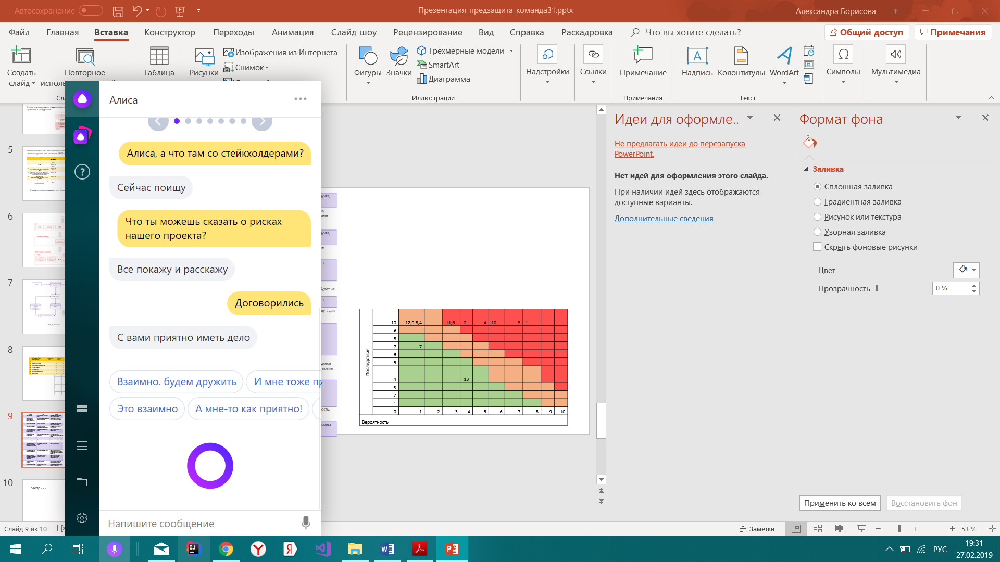 Автосохранение
Презентация_предзащита_команда31.pptx
Александра Борисова
Файл Главная Вставка Конструктор Переходы Анимация Слайд-шоу Рецензирование Вид Справка Раскадровка Что вы хотите сделать?
Общий доступ
Примечания
Создать
слайд
Повторное
Таблица
Рисунки
Изображения из Интернета
Снимок
Фигуры
Значки
Трехмерные модели
SmartArt
Диаграмма
Иллюстрации
Надстройки
Ссылки
Примечание
Примечания
Надпись
Колонтитулы
WordArt
Текст
Символы
Мультимедиа
Алиса
Алиса, а что там со стейкхолдерами?
Сейчас поищу
Что ты можешь сказать о рисках
нашего проекта?
Все покажу и расскажу
Договорились
С вами приятно иметь дело
Взаимно. будем дружить
И мне тоже
Это взаимно
А мне-то как приятно!
Напишите сообщение
5
6
7
8
9
10
Метрики
будет не
новые
Последствия
10 12,9,8,4 11,6 2 4 10 3 1
9
8
7 7
6
5
4 13
3
2
1
0 1 2 3 4 5 6 7 8 9 10
Вероятность
Идеи для оформле...
Не предлагать идеи до перезапуска
PowerPoint.
Нет идей для оформления этого слайда.
При наличии идей здесь отображаются
доступные варианты.
Дополнительные сведения
Формат фона
Заливка
Сплошная заливка
Градиентная заливка
Рисунок или текстура
Узорная заливка
Скрыть фоновые рисунки
Цвет
Прозрачность 0 %
Применить ко всем
Восстановить фон
Слайд 9 из 10
Заметки
53 %
РУС
19:31
27.02.2019